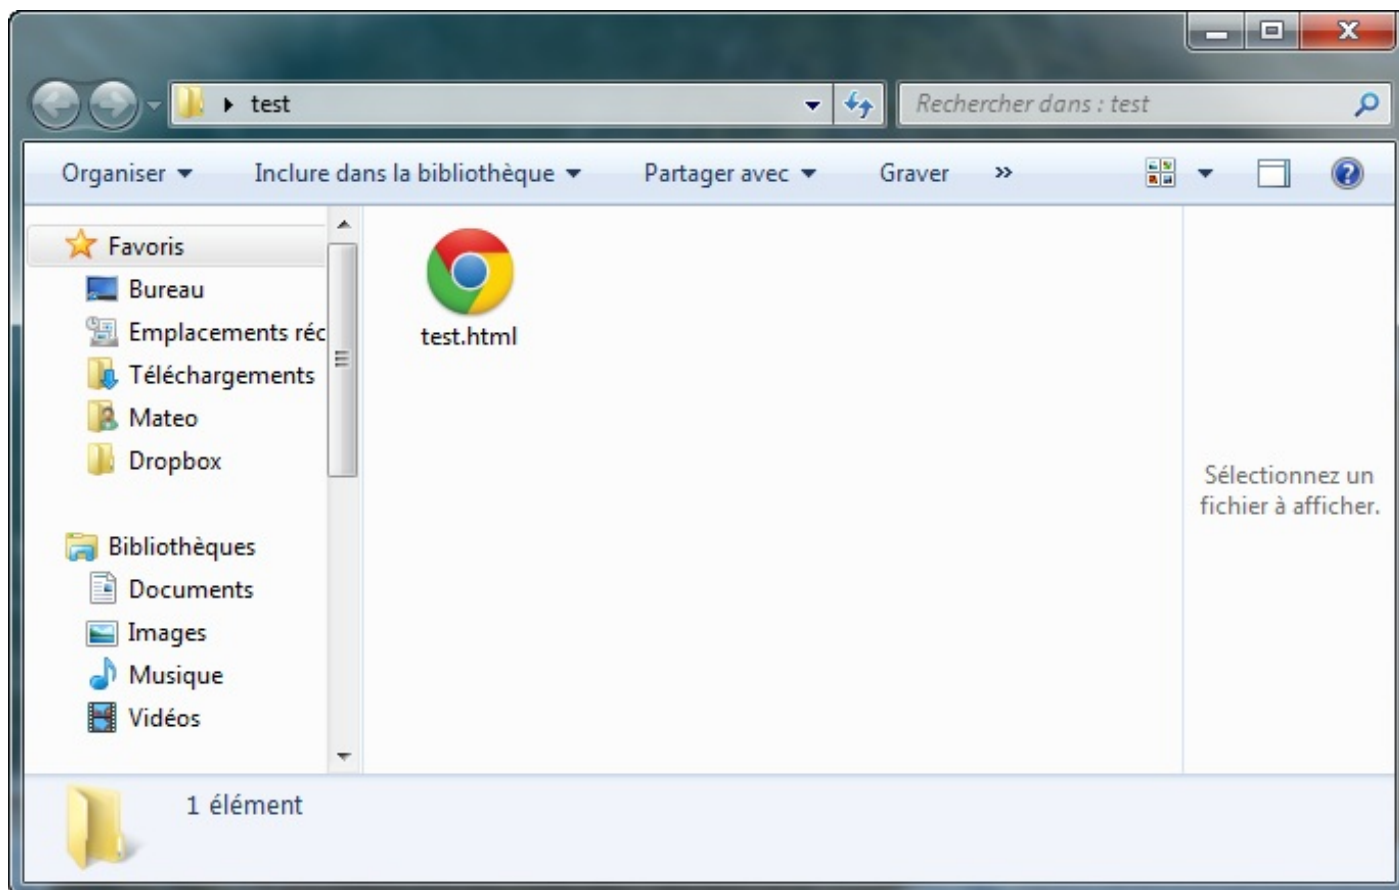 test
Rechercher dans : test
Organiser
Inclure dans la bibliothèque
Partager avec
Graver
»
Favoris
Bureau
Emplacements réc
Téléchargements
Mateo
Dropbox
Bibliothèques
Documents
Images
Musique
Vidéos
test.html
Sélectionnez un
fichier à afficher.
1 élément